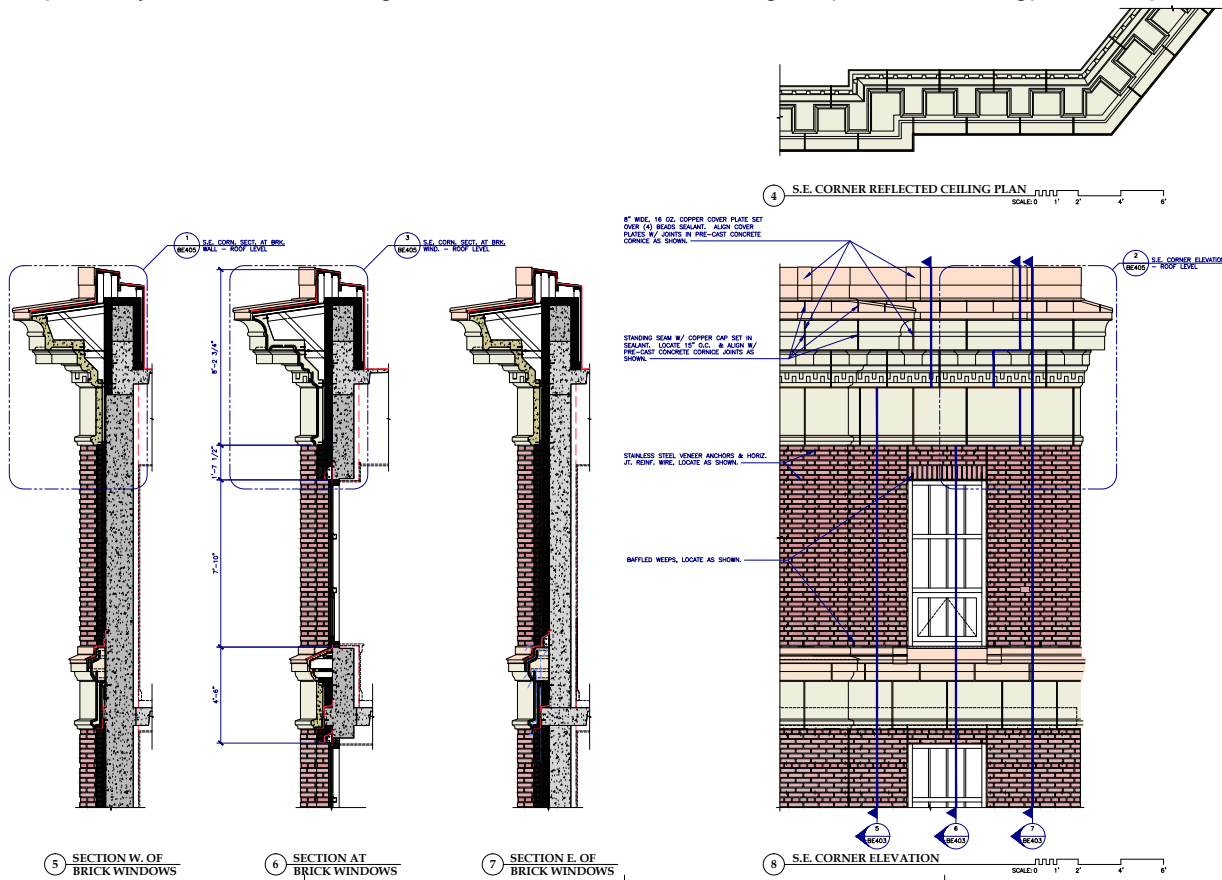 4
S.E. CORNER REFLECTED CEILING PLAN
SCALE: 0 1' 2' 4' 6'
8" WIDE, 16 OZ. COPPER COVER PLATE SET
OVER (4) BEADS SEALANT. ALIGN COVER
PLATES W/ JOINTS IN PRE-CAST CONCRETE
CORNICE AS SHOWN.
1
BE405
S.E. CORN. SECT. AT BRK.
WALL - ROOF LEVEL
3
BE405
S.E. CORN. SECT. AT BRK.
WIND. - ROOF LEVEL
2
BE405
S.E. CORNER ELEVATION
- ROOF LEVEL
STANDING SEAM W/ COPPER CAP SET IN
SEALANT. LOCATE 15" O.C. & ALIGN W/
PRE-CAST CONCRETE CORNICE JOINTS AS
SHOWN.
8'-2 3/4"
1'-7 1/2"
7'-10"
4'-6"
STAINLESS STEEL VENEER ANCHORS & HORIZ.
JT. REINF. WIRE, LOCATE AS SHOWN.
BAFFLED WEEPS, LOCATE AS SHOWN.
5
BE403
6
BE403
7
BE403
5
SECTION W. OF
BRICK WINDOWS
6
SECTION AT
BRICK WINDOWS
7
SECTION E. OF
BRICK WINDOWS
8
S.E. CORNER ELEVATION
SCALE: 0 1' 2' 4' 6'